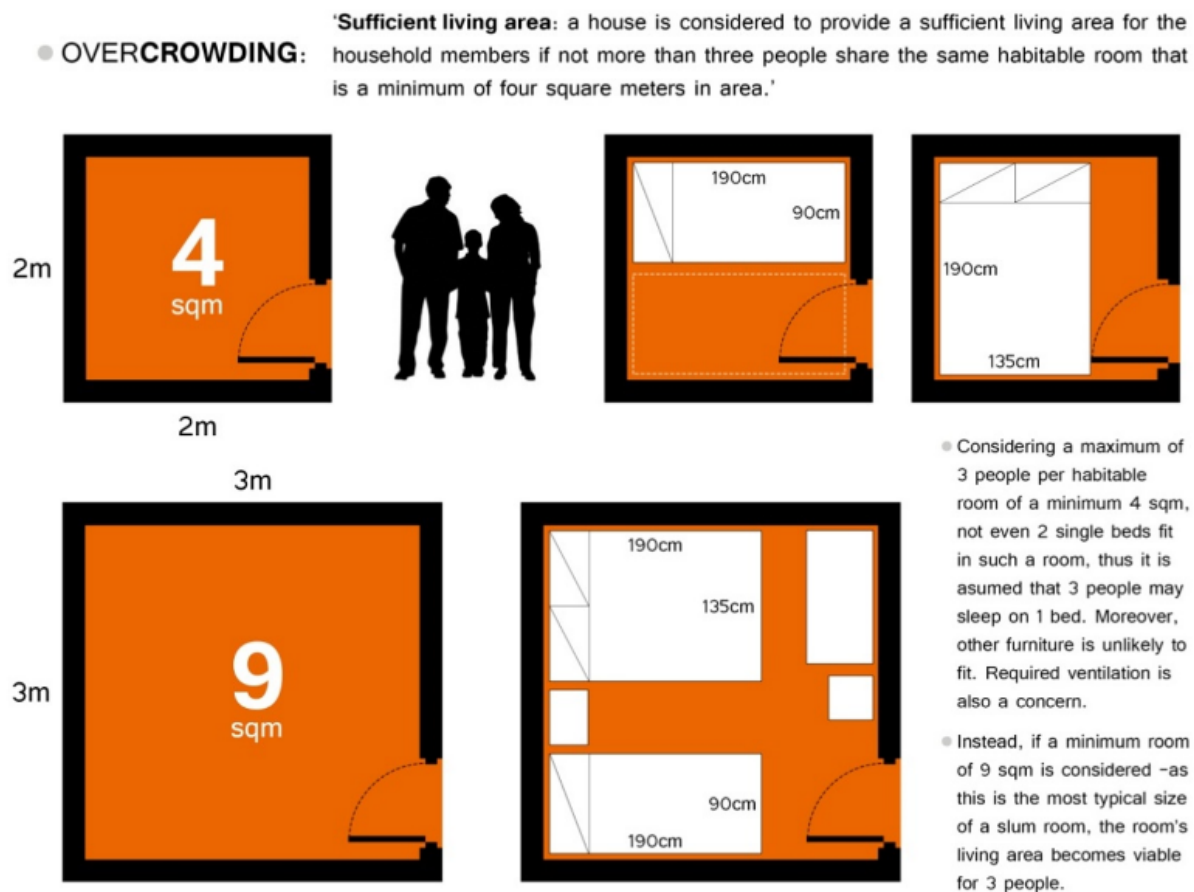 'Sufficient living area: a house is considered to provide a sufficient living area for the
OVERCROWDING: household members if not more than three people share the same habitable room that
is a minimum of four square meters in area.'
4
sqm
2m
2m
190cm
90cm
190cm
135cm
3m
9
sqm
3m
190cm
135cm
90cm
190cm
Considering a maximum of
3 people per habitable
room of a minimum 4 sqm,
not even 2 single beds fit
in such a room, thus it is
asumed that 3 people may
sleep on 1 bed. Moreover,
other furniture is unlikely to
fit. Required ventilation is
also a concern.
Instead, if a minimum room
of 9 sqm is considered -as
this is the most typical size
of a slum room, the room's
living area becomes viable
for 3 people.